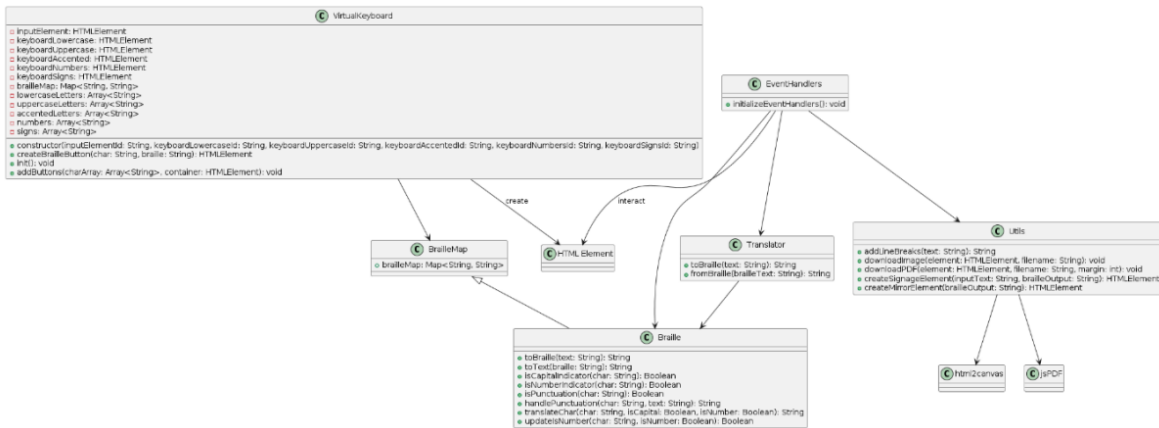 C VirtualKeyboard
inputElement: HTMLElement
keyboardLowercase: HTMLElement
keyboardUppercase: HTMLElement
keyboardAccented: HTMLElement
keyboardNumbers: HTMLElement
keyboardSigns: HTMLElement
brailleMap: Map<String, String>
lowercaseLetters: Array<String>
uppercaseLetters: Array<String>
accentedLetters: Array<String>
numbers: Array<String>
signs: Array<String>
constructor(inputElementId: String, keyboardLowercaseId: String, keyboardUppercaseId: String, keyboardAccentedId: String, keyboardNumbersId: String, keyboardSignsId: String)
createBrailleButton(char: String, braille: String): HTMLElement
init(): void
addButtons(charArray: Array<String>, container: HTMLElement): void
C EventHandlers
initializeEventHandlers(): void
create
interact
C BrailleMap
brailleMap: Map<String, String>
C HTMLElement
C Translator
toBraille(text: String): String
fromBraille(brailleText: String): String
C Utils
addLineBreaks(text: String): String
downloadImage(element: HTMLElement, filename: String): void
downloadPDF(element: HTMLElement, filename: String, margin: int): void
createSignageElement(inputText: String, brailleOutput: String): HTMLElement
createMirrorElement(brailleOutput: String): HTMLElement
C Braille
toBraille(text: String): String
toText(braille: String): String
isCapitalIndicator(char: String): Boolean
isNumberIndicator(char: String): Boolean
isPunctuation(char: String): Boolean
handlePunctuation(char: String, text: String): String
translateChar(char: String, isCapital: Boolean, isNumber: Boolean): String
updateIsNumber(char: String, isNumber: Boolean): Boolean
C html2canvas
C jsPDF